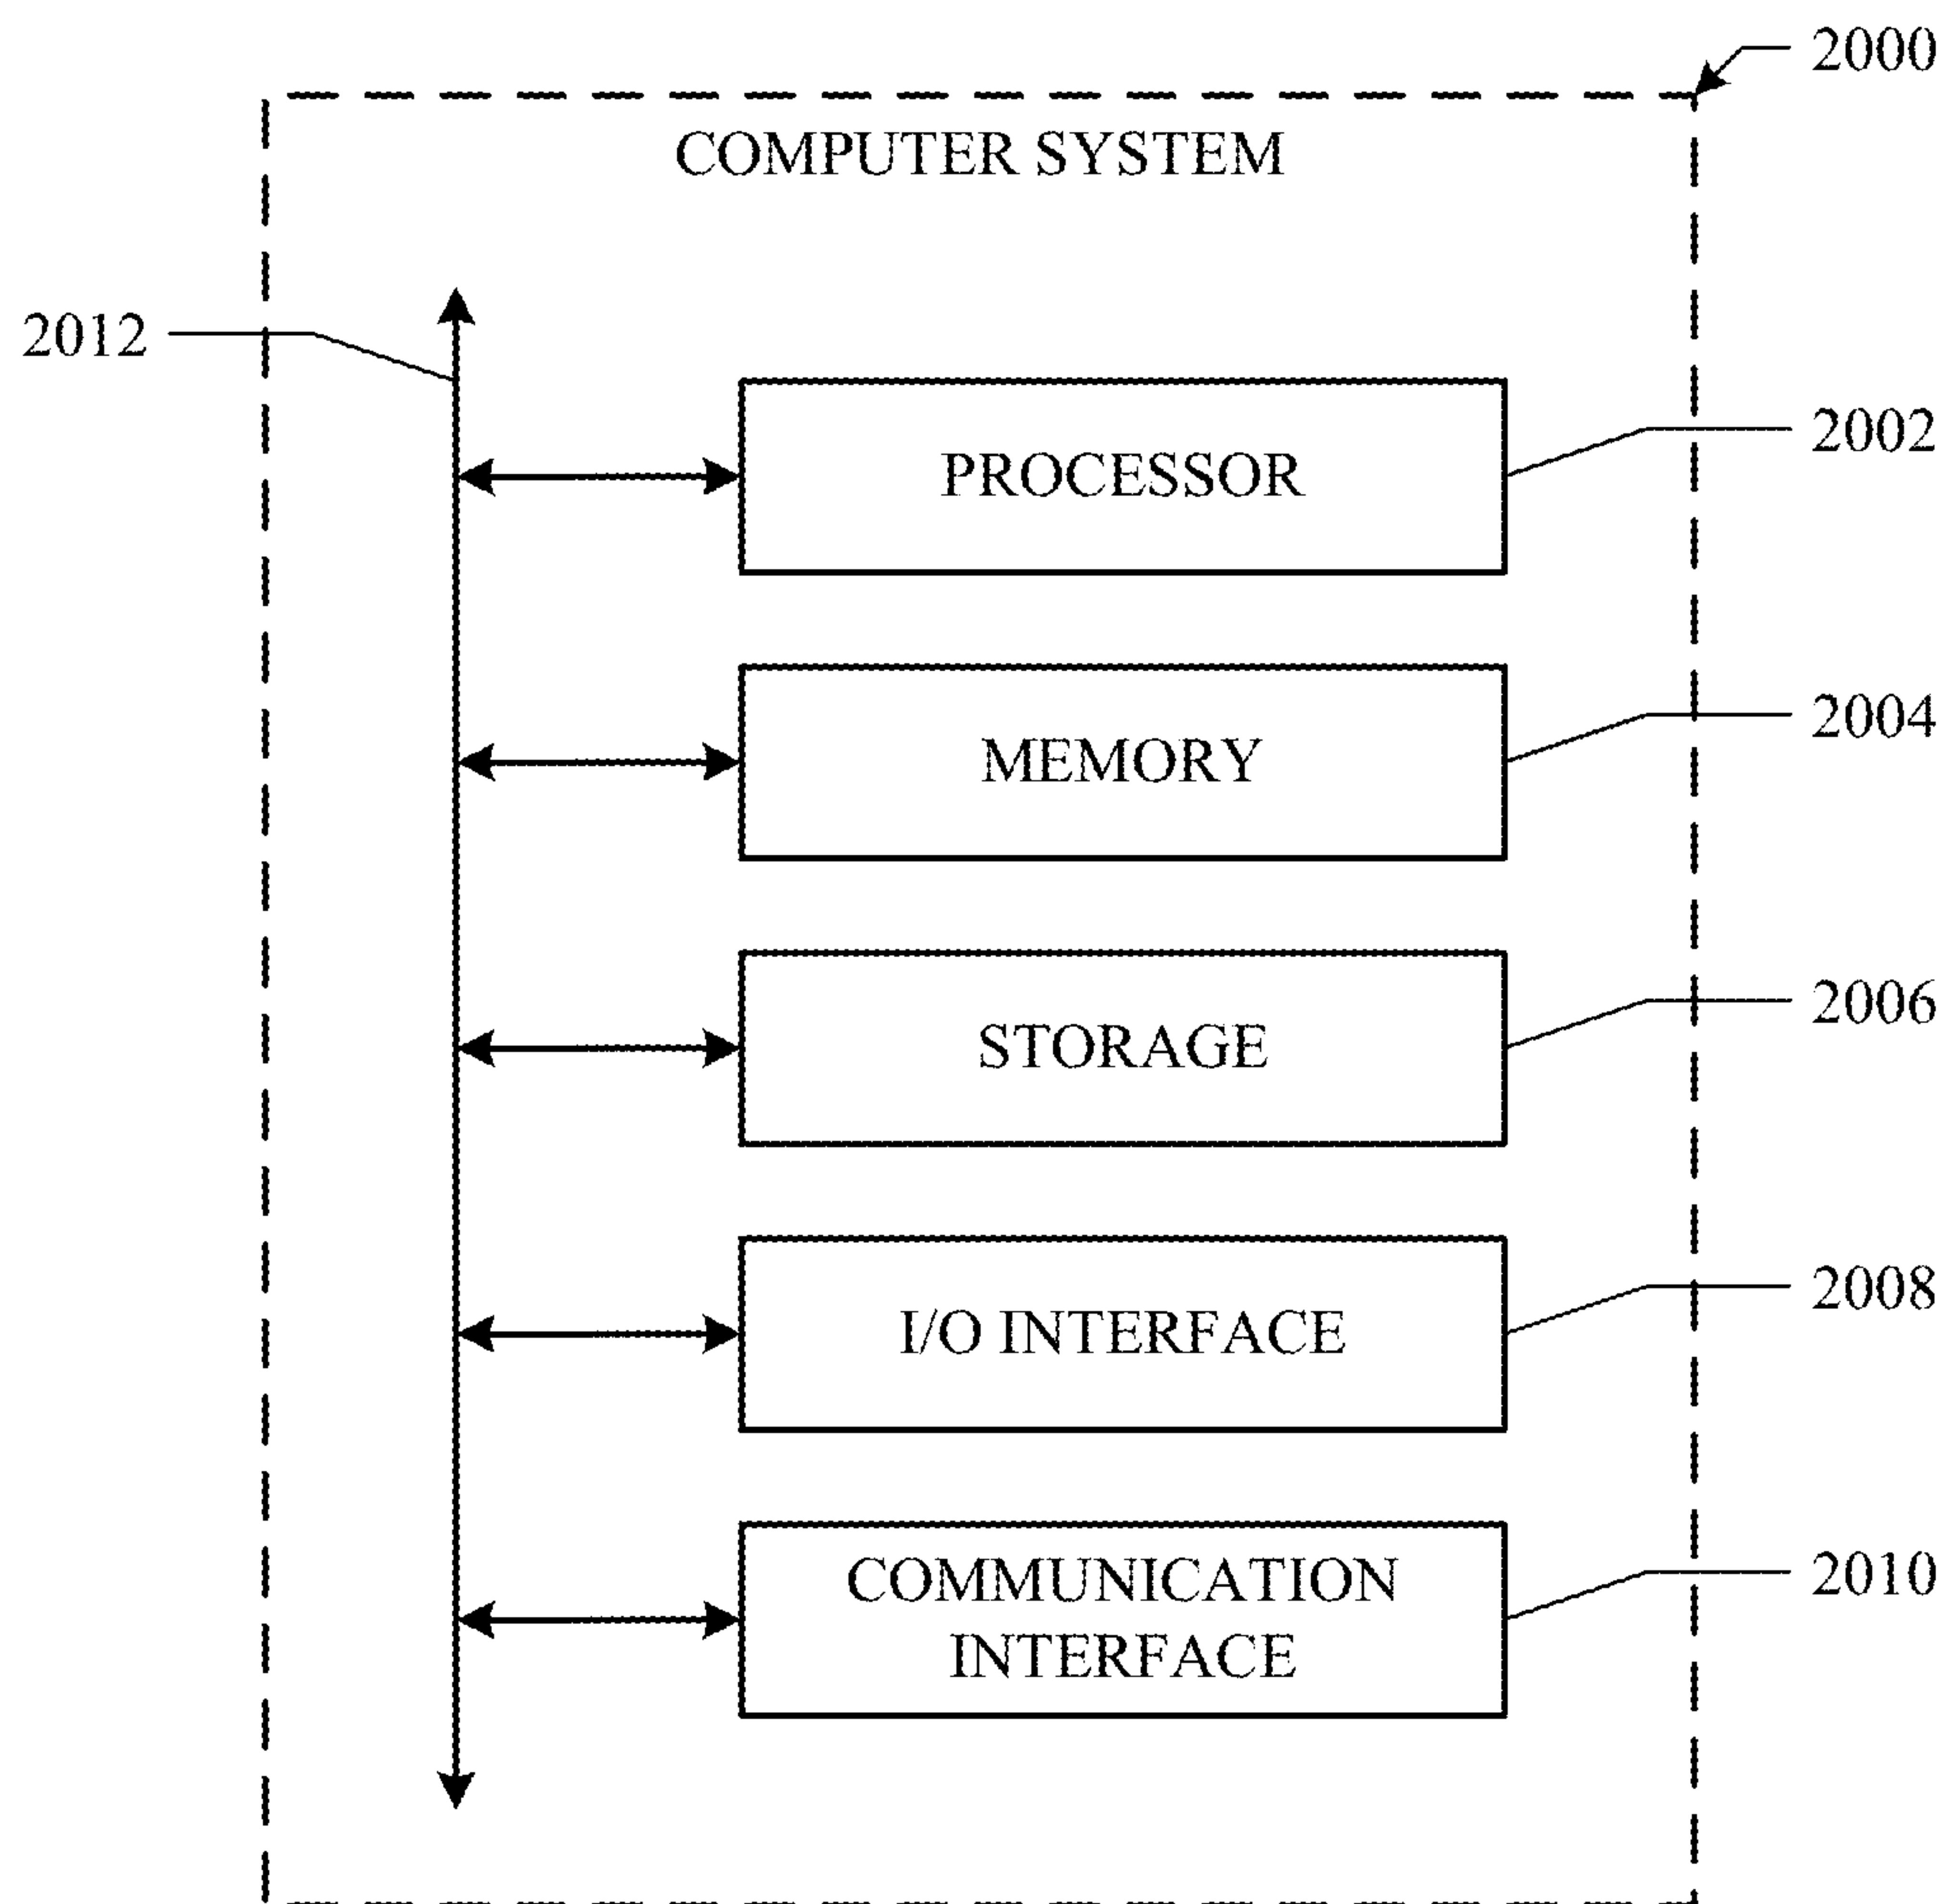 2000
COMPUTER SYSTEM
2012
PROCESSOR
2002
MEMORY
2004
STORAGE
2006
I/O INTERFACE
2008
COMMUNICATION
INTERFACE
2010